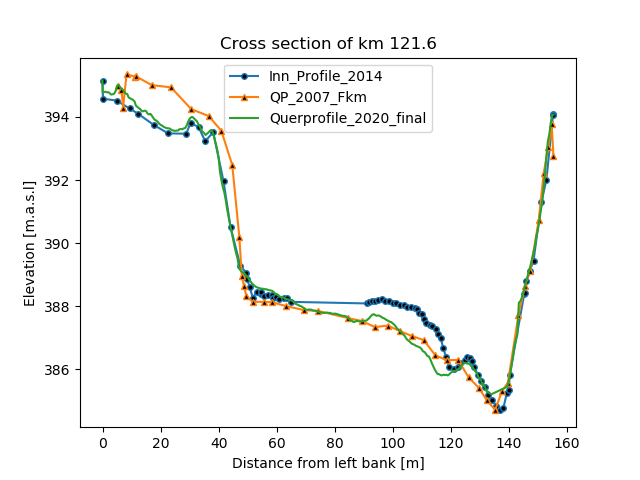 Cross section of km 121.6
Inn_Profile_2014
QP_2007_Fkm
Querprofile_2020_final
394
392
390
388
386
Elevation [m.a.s.l]
0 20 40 60 80 100 120 140 160
Distance from left bank [m]